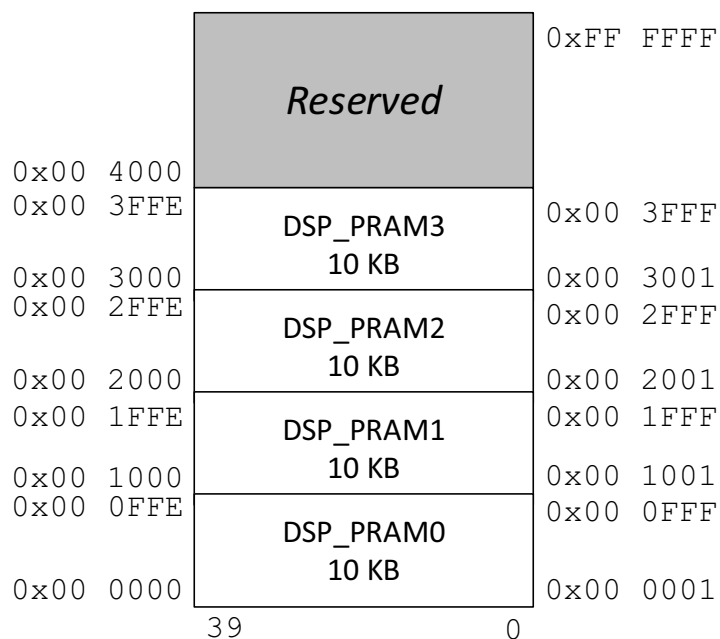 0xFF FFFF
Reserved
0x00 4000
0x00 3FFE
0x00 3FFF
DSP_PRAM3
10 KB
0x00 3000
0x00 3001
0x00 2FFE
0x00 2FFF
DSP_PRAM2
10 KB
0x00 2000
0x00 2001
0x00 1FFE
0x00 1FFF
DSP_PRAM1
10 KB
0x00 1000
0x00 1001
0x00 0FFE
0x00 0FFF
DSP_PRAM0
10 KB
0x00 0000
0x00 0001
39 0